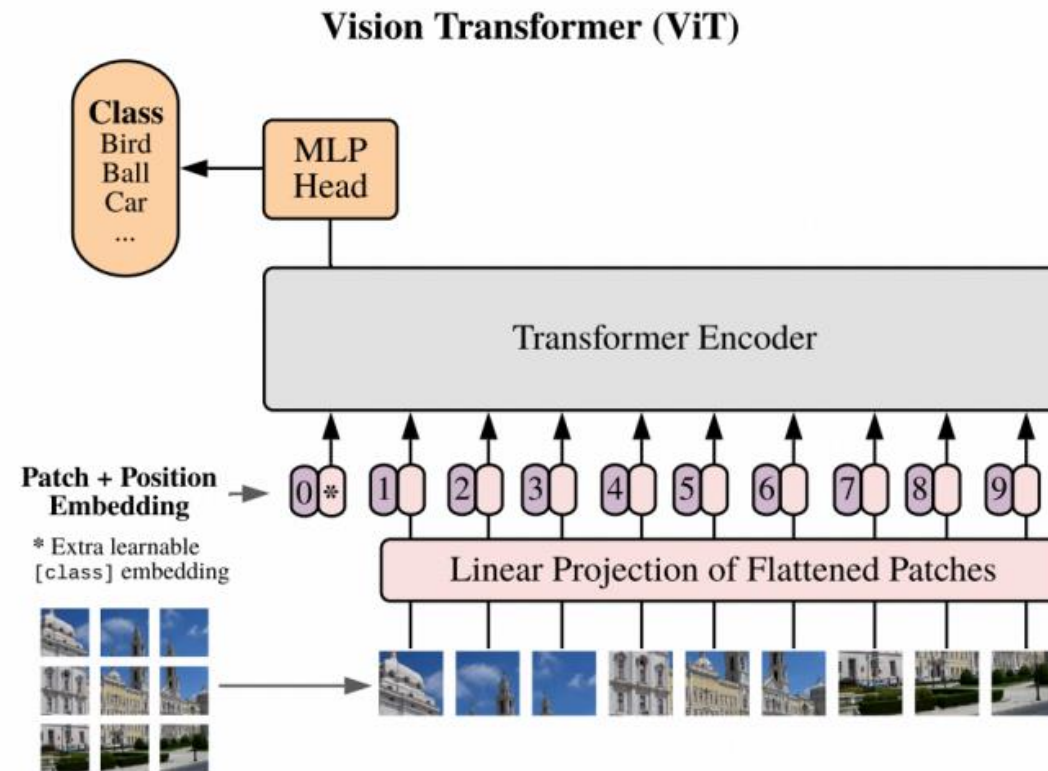 Vision Transformer (ViT)
Class
Bird
Ball
Car
...
MLP
Head
Transformer Encoder
Patch + Position
Embedding
0 * 1 2 3 4 5 6 7 8 9
* Extra learnable
[class] embedding
Linear Projection of Flattened Patches